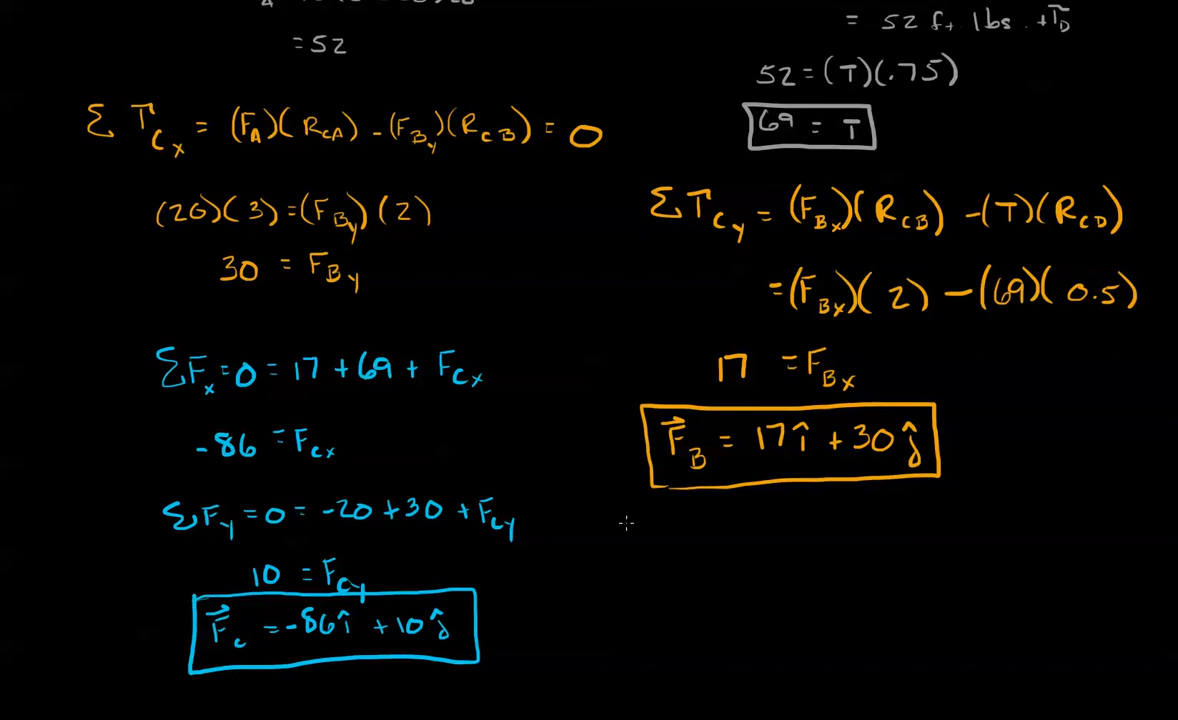 = 52
Σ T_Cx = (F_A)(R_CA) - (F_By)(R_CB) = 0
(20)(3) = (F_By)(2)
30 = F_By
ΣF_x = 0 = 17 + 69 + F_Cx
-86 = F_Cx
ΣF_y = 0 = -20 + 30 + F_Cy
10 = F_Cy
F⃗_C = -86î + 10ĵ
= 52 ft lbs. + T_D
52 = (T)(.75)
69 = T
ΣT_Cy = (F_Bx)(R_CB) - (T)(R_CD)
= (F_Bx)(2) - (69)(0.5)
17 = F_Bx
F⃗_B = 17î + 30ĵ